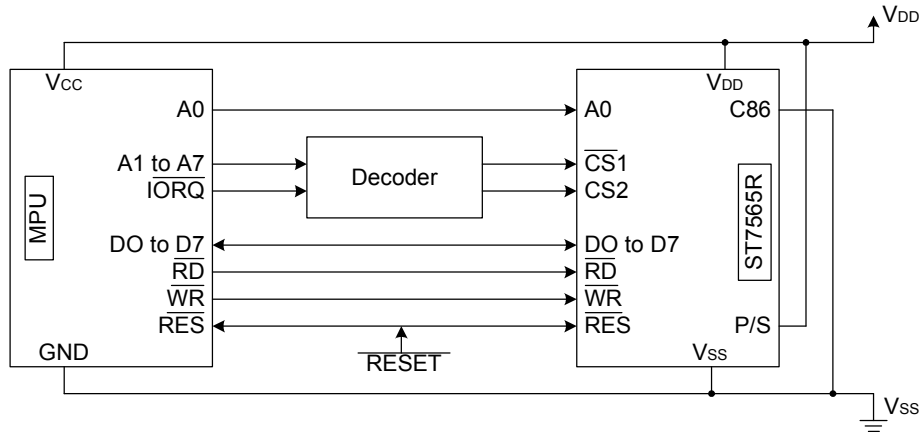 VDD
VCC
VDD
A0
A0
C86
A1 to A7
CS1
IORQ
CS2
Decoder
MPU
ST7565R
DO to D7
DO to D7
RD
RD
WR
WR
RES
RES
P/S
GND
RESET
VSS
VSS